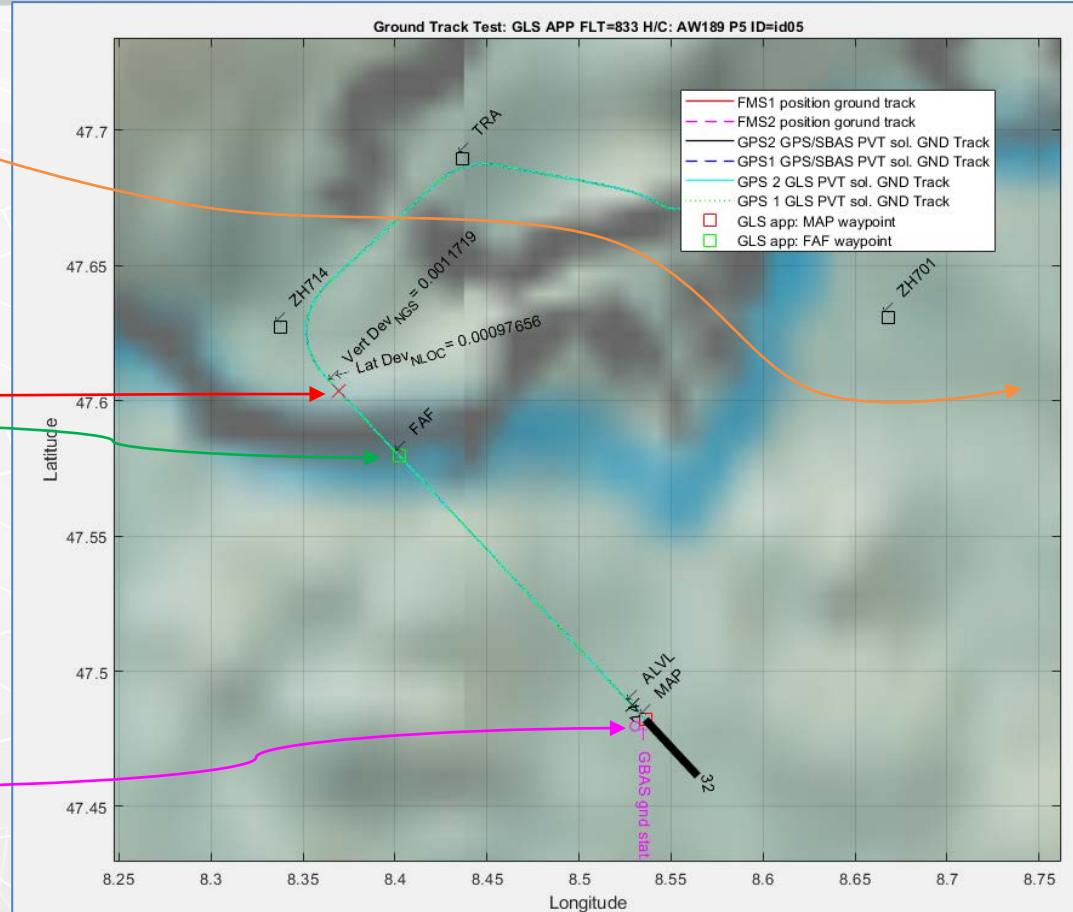 Ground Track Test: GLS APP FLT=833 H/C: AW189 P5 ID=id05
FMS1 position ground track
FMS2 position gorund track
GPS2 GPS/SBAS PVT sol. GND Track
GPS1 GPS/SBAS PVT sol. GND Track
GPS 2 GLS PVT sol. GND Track
GPS 1 GLS PVT sol. GND Track
GLS app: MAP waypoint
GLS app: FAF waypoint
TRA
ZH714
ZH701
Vert Dev NGS = 0.0011719
Lat Dev NLOC = 0.00097656
FAF
ALVL
MAP
14
32
GBAS gnd stat
Latitude
47.7
47.65
47.6
47.55
47.5
47.45
8.25 8.3 8.35 8.4 8.45 8.5 8.55 8.6 8.65 8.7 8.75
Longitude